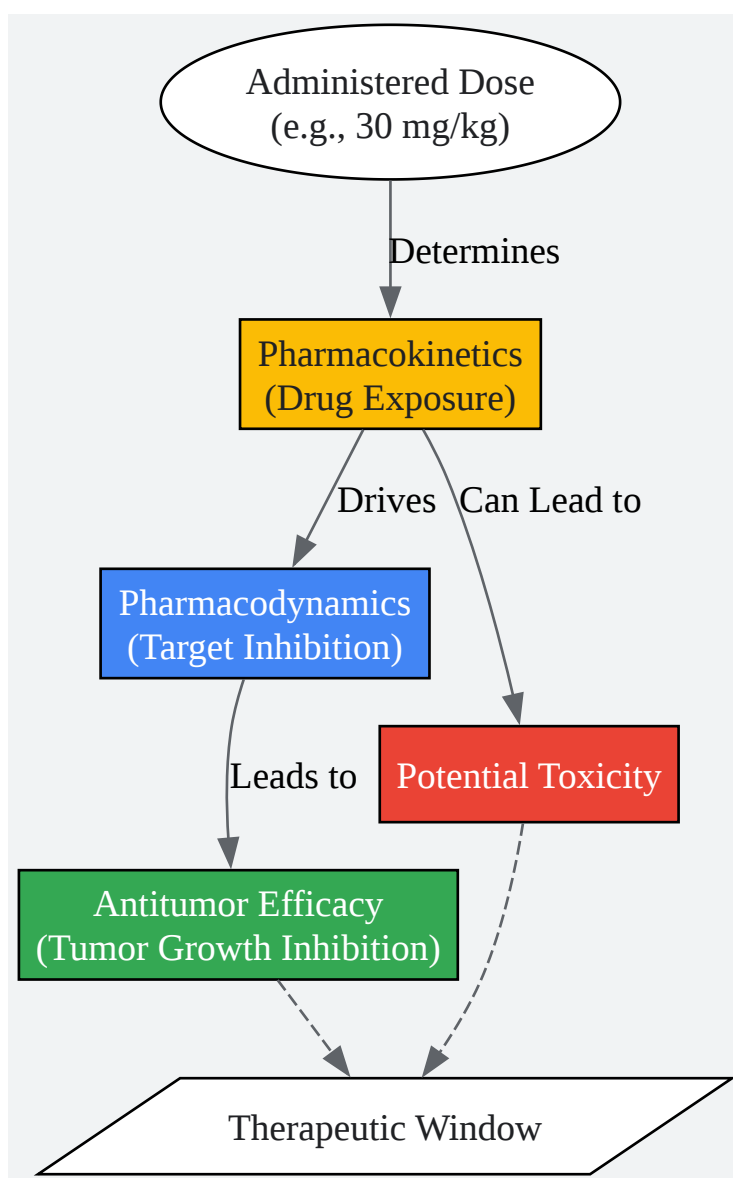 Administered Dose
(e.g., 30 mg/kg)
Determines
Pharmacokinetics
(Drug Exposure)
Drives
Can Lead to
Pharmacodynamics
(Target Inhibition)
Leads to
Potential Toxicity
Antitumor Efficacy
(Tumor Growth Inhibition)
Therapeutic Window